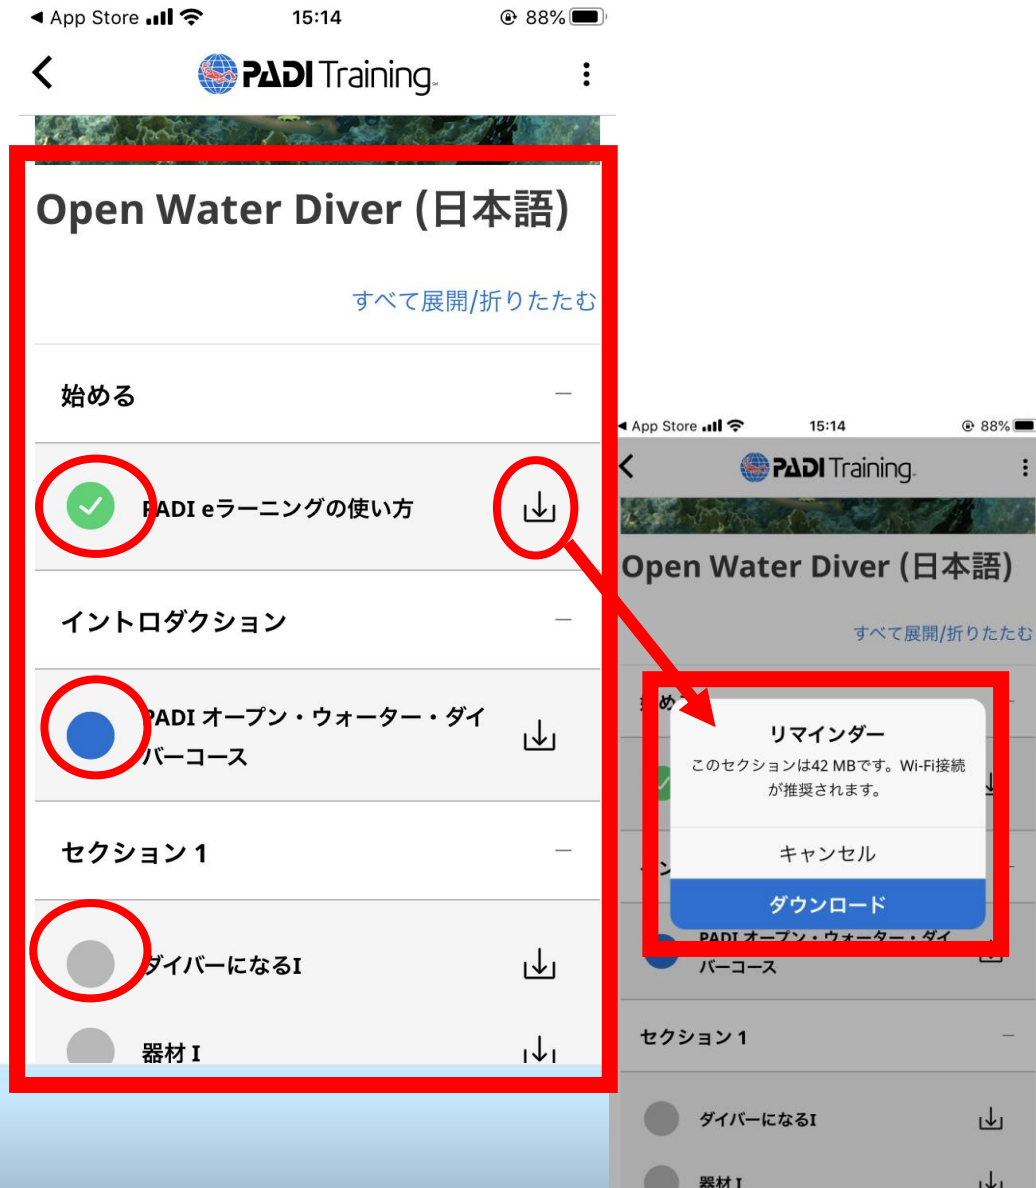 App Store
15:14
88%
PADI Training
Open Water Diver (日本語)
すべて展開/折りたたむ
始める
PADI eラーニングの使い方
イントロダクション
PADI オープン・ウォーター・ダイ
バーコース
セクション 1
ダイバーになるI
器材 I
App Store
15:14
88%
PADI Training
Open Water Diver (日本語)
すべて展開/折りたたむ
リマインダー
このセクションは42 MBです。Wi-Fi接続
が推奨されます。
キャンセル
ダウンロード
PADI オープン・ウォーター・ダイ
バーコース
セクション 1
ダイバーになるI
器材 I